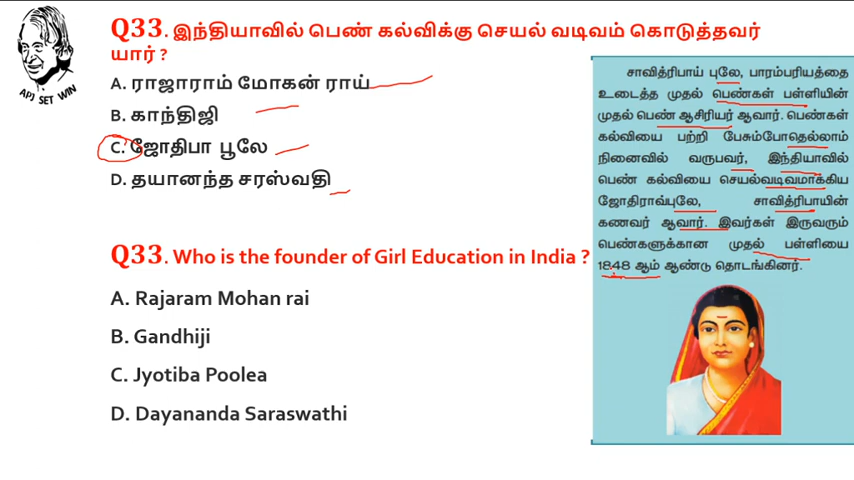 APJ SET WIN
Q33. இந்தியாவில் பெண் கல்விக்கு செயல் வடிவம் கொடுத்தவர்
யார் ?
A. ராஜாராம் மோகன் ராய்
B. காந்திஜி
C. ஜோதிபா பூலே
D. தயானந்த சரஸ்வதி
Q33. Who is the founder of Girl Education in India ?
A. Rajaram Mohan rai
B. Gandhiji
C. Jyotiba Poolea
D. Dayananda Saraswathi
சாவித்ரிபாய் புலே, பாரம்பரியத்தை
உடைத்த முதல் பெண்கள் பள்ளியின்
முதல் பெண் ஆசிரியர் ஆவார். பெண்கள்
கல்வியை பற்றி பேசும்போதெல்லாம்
நினைவில் வருபவர், இந்தியாவில்
பெண் கல்வியை செயல்வடிவமாக்கிய
ஜோதிராவ்புலே, சாவித்ரிபாயின்
கணவர் ஆவார். இவர்கள் இருவரும்
பெண்களுக்கான முதல் பள்ளியை
1848 ஆம் ஆண்டு தொடங்கினர்.